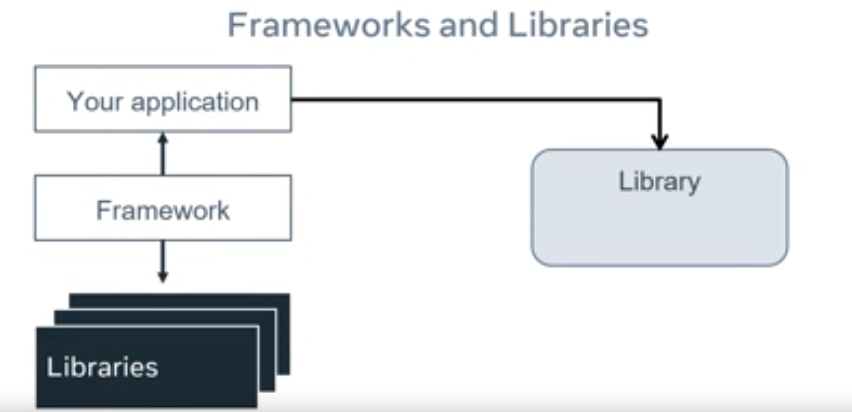 Frameworks and Libraries
Your application
Library
Framework
Libraries